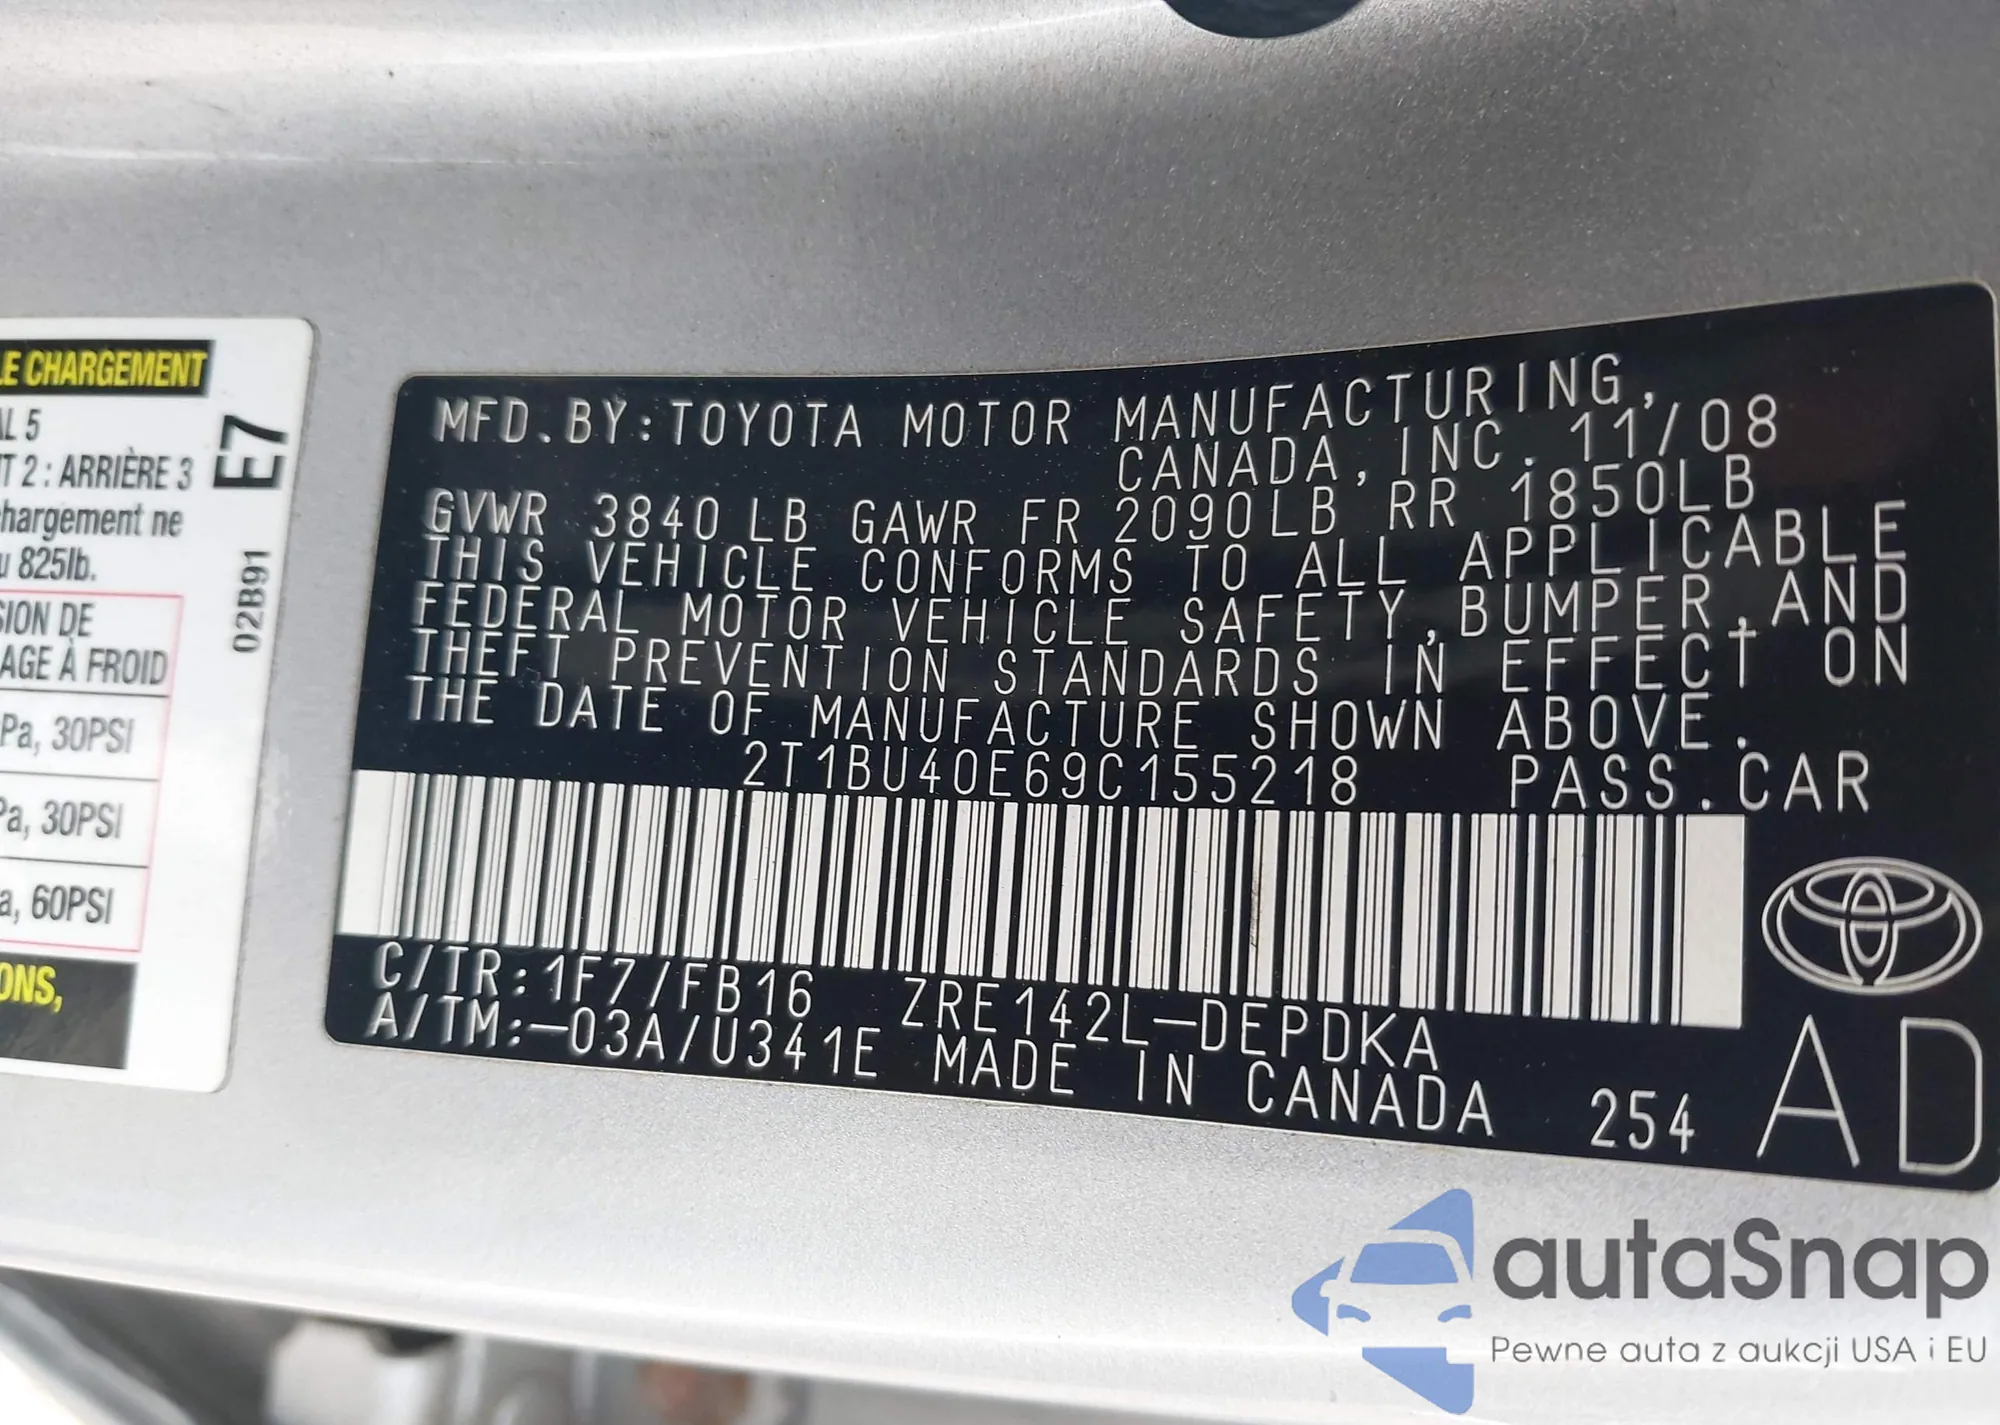 LE CHARGEMENT
AL 5
T 2 : ARRIÈRE 3
chargement ne
u 825lb.
SION DE
AGE À FROID
Pa, 30PSI
Pa, 30PSI
a, 60PSI
ONS,
E7
02B91
MFD.BY:TOYOTA MOTOR MANUFACTURING,
CANADA,INC. 11/08
GVWR 3840LB GAWR FR 2090LB RR 1850LB
THIS VEHICLE CONFORMS TO ALL APPLICABLE
FEDERAL MOTOR VEHICLE SAFETY,BUMPER,AND
THEFT PREVENTION STANDARDS IN EFFECT ON
THE DATE OF MANUFACTURE SHOWN ABOVE.
2T1BU40E69C155218 PASS.CAR
C/TR:1F7/FB16 ZRE142L-DEPDKA
A/TM:-03A/U341E MADE IN CANADA 254
AD
autaSnap
Pewne auta z aukcji USA i EU